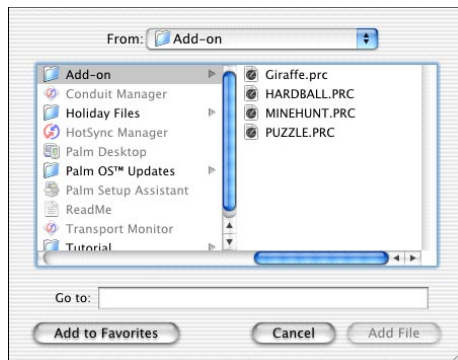 From: Add-on
Add-on
Conduit Manager
Holiday Files
HotSync Manager
Palm Desktop
Palm OS™ Updates
Palm Setup Assistant
ReadMe
Transport Monitor
Tutorial
Giraffe.prc
HARDBALL.PRC
MINEHUNT.PRC
PUZZLE.PRC
Go to:
Add to Favorites
Cancel
Add File